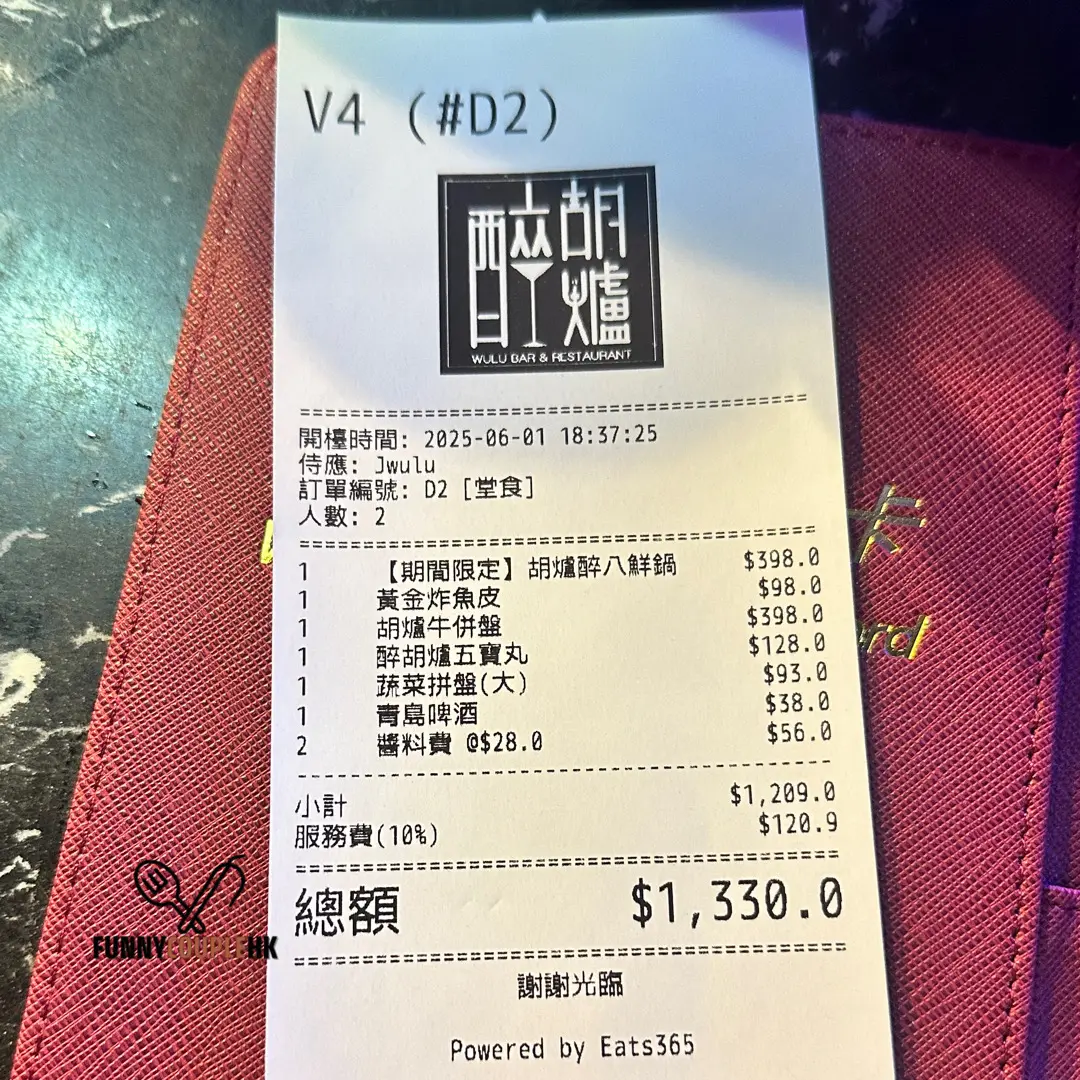 V4 (#D2)
醉胡爐
WULU BAR & RESTAURANT
開檯時間: 2025-06-01 18:37:25
侍應: Jwulu
訂單編號: D2 [堂食]
人數: 2
1 【期間限定】胡爐醉八鮮鍋 $398.0
1 黃金炸魚皮 $98.0
1 胡爐牛併盤 $398.0
1 醉胡爐五寶丸 $128.0
1 蔬菜拼盤(大) $93.0
1 青島啤酒 $38.0
2 醬料費 @$28.0 $56.0
小計 $1,209.0
服務費(10%) $120.9
總額 $1,330.0
謝謝光臨
Powered by Eats365
卡
FUNNYCOUPLEHK